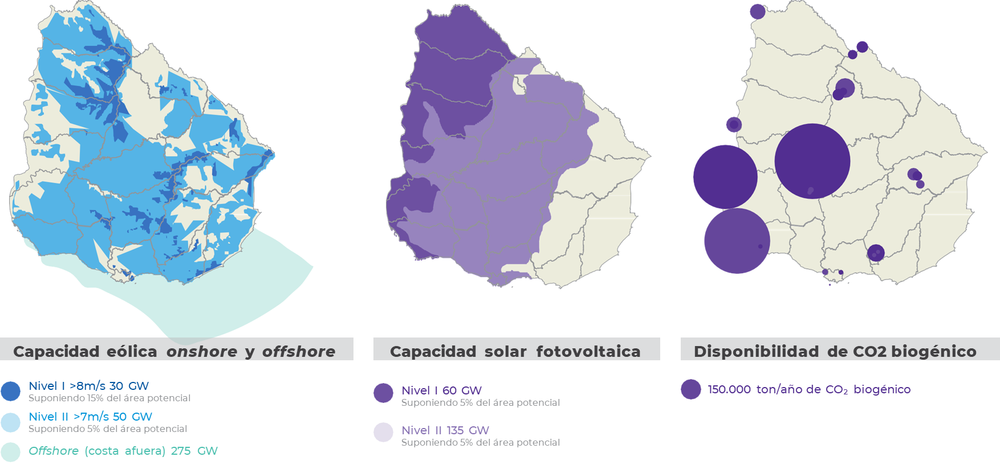 Capacidad eólica onshore y offshore
Nivel I >8m/s 30 GW
Suponiendo 15% del área potencial
Nivel II >7m/s 50 GW
Suponiendo 5% del área potencial
Offshore (costa afuera) 275 GW
Capacidad solar fotovoltaica
Nivel I 60 GW
Suponiendo 5% del área potencial
Nivel II 135 GW
Suponiendo 5% del área potencial
Disponibilidad de CO2 biogénico
150.000 ton/año de CO₂ biogénico